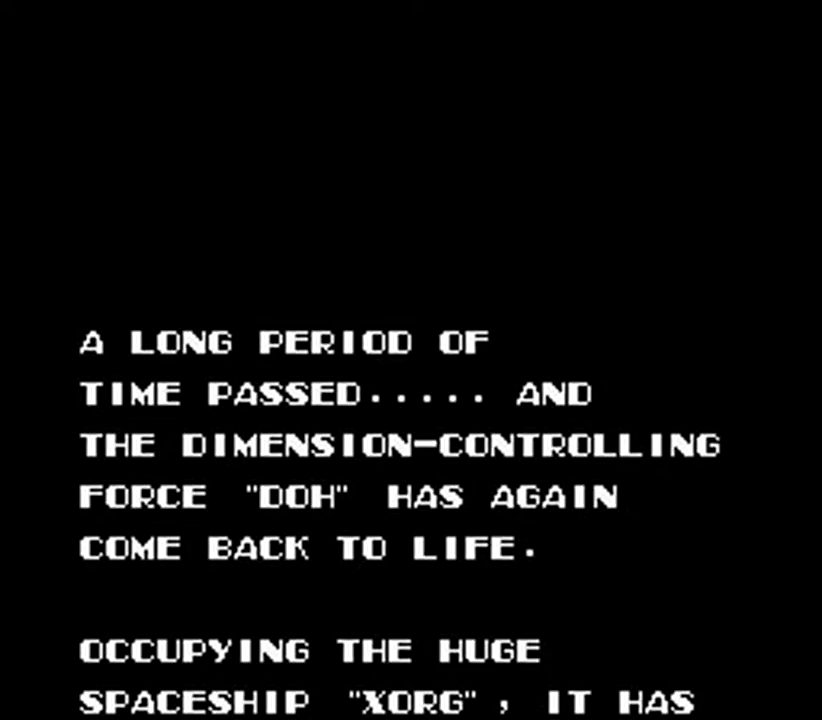 A LONG PERIOD OF
TIME PASSED..... AND
THE DIMENSION-CONTROLLING
FORCE "DOH" HAS AGAIN
COME BACK TO LIFE.
OCCUPYING THE HUGE
SPACESHIP "XORG", IT HAS